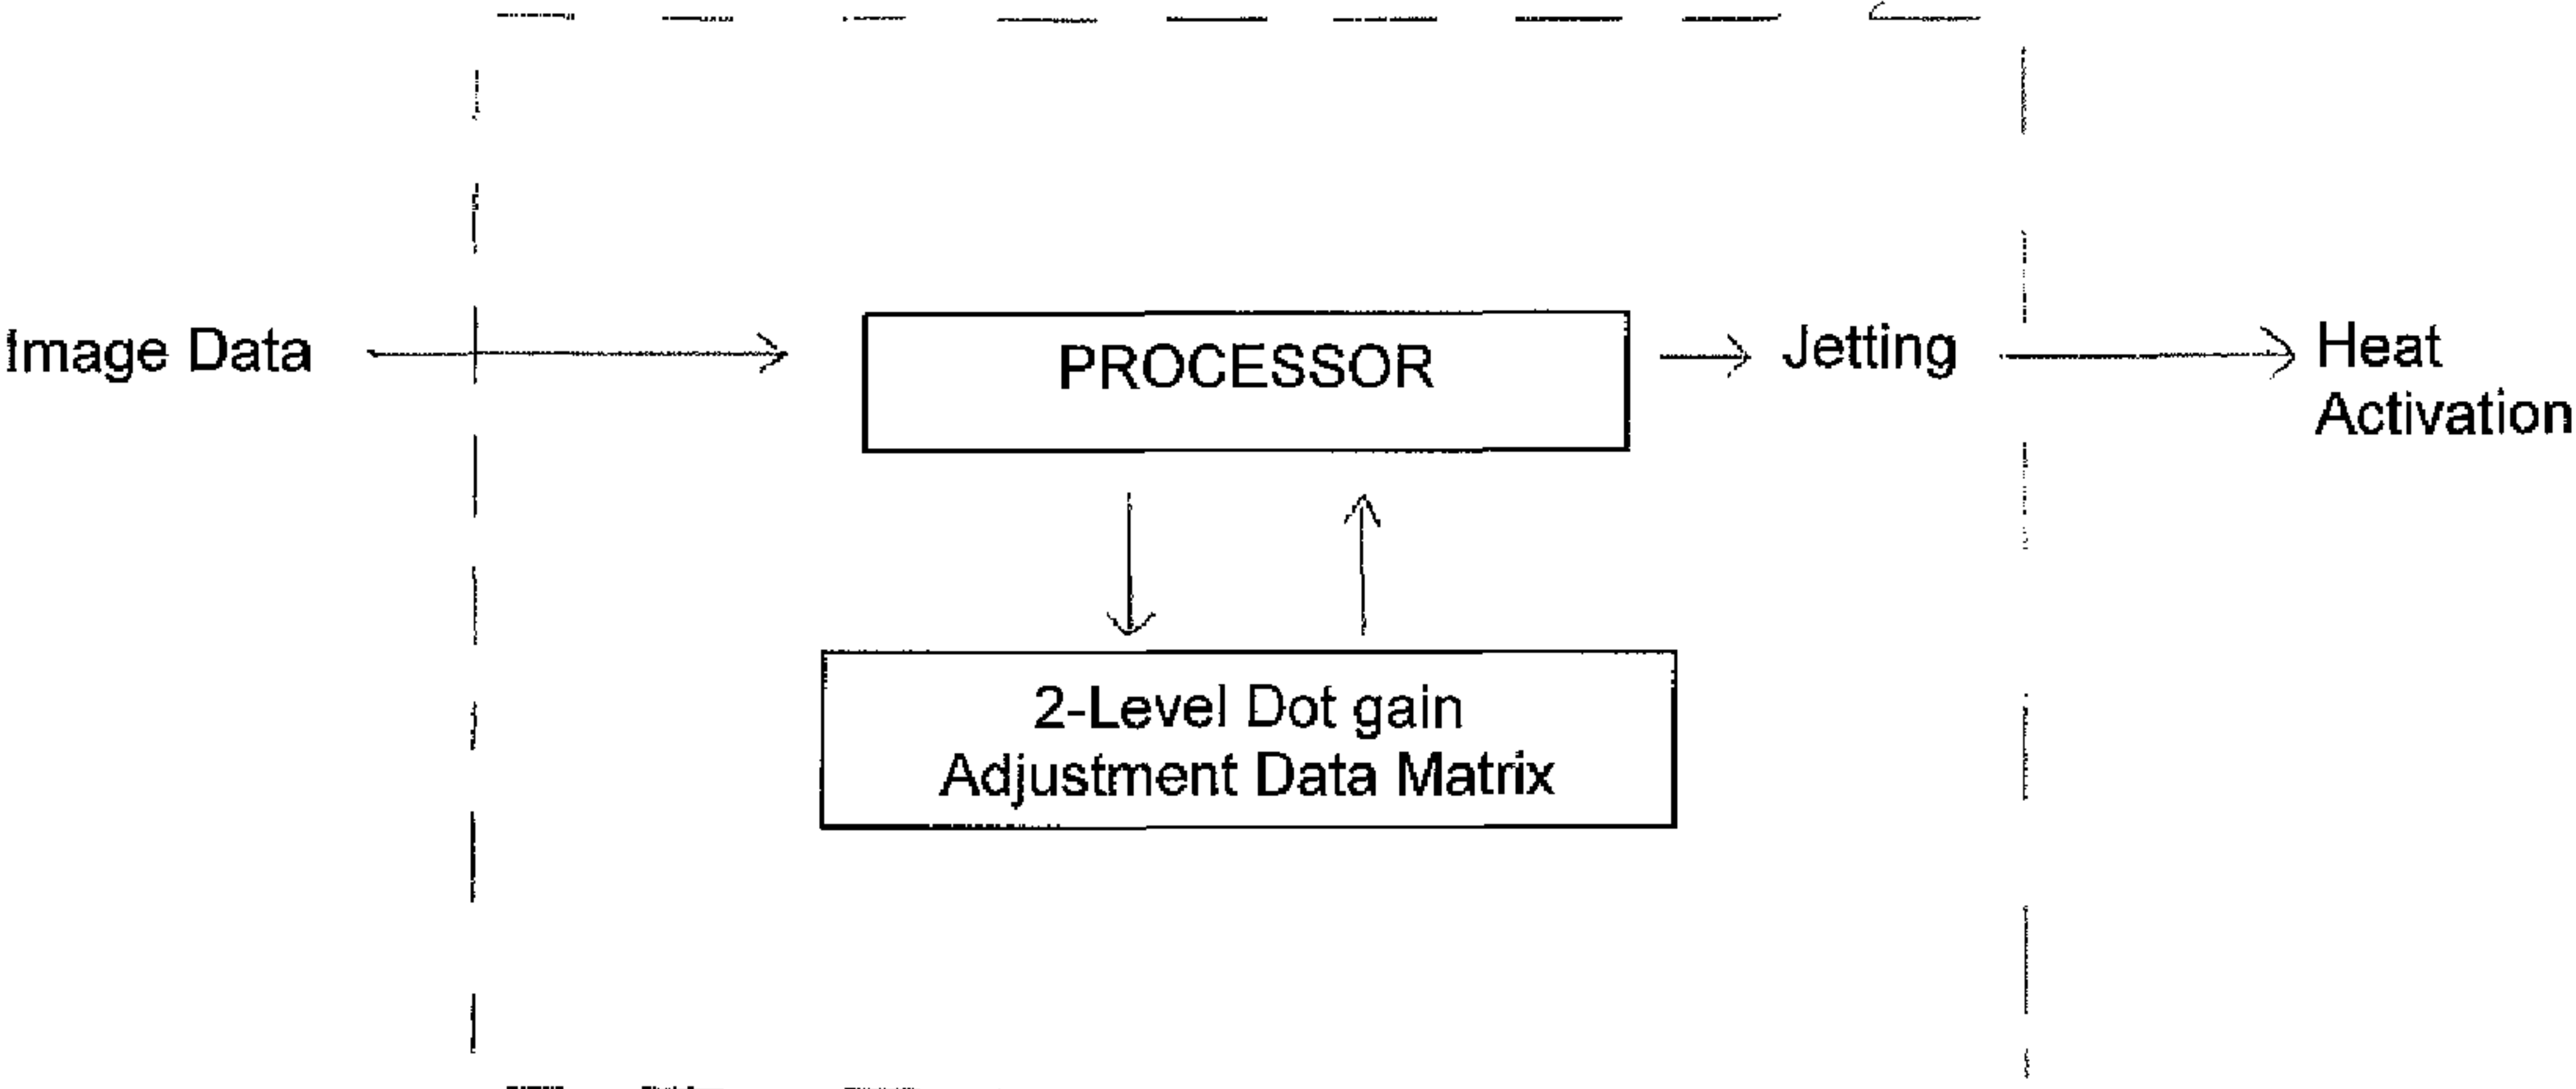 Image Data
PROCESSOR
Jetting
Heat
Activation
2-Level Dot gain
Adjustment Data Matrix